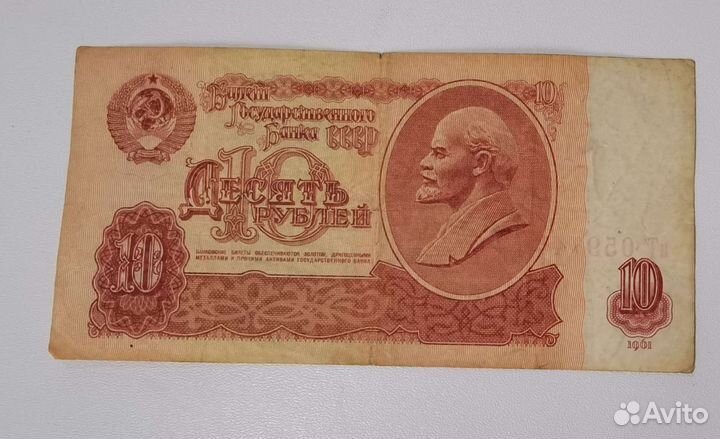 Билет
Государственного
Банка СССР
10
10
Десять
рублей
БАНКОВСКИЕ БИЛЕТЫ ОБЕСПЕЧИВАЮТСЯ ЗОЛОТОМ, ДРАГОЦЕННЫМИ
МЕТАЛЛАМИ И ПРОЧИМИ АКТИВАМИ ГОСУДАРСТВЕННОГО БАНКА
10
10
1961
Avito